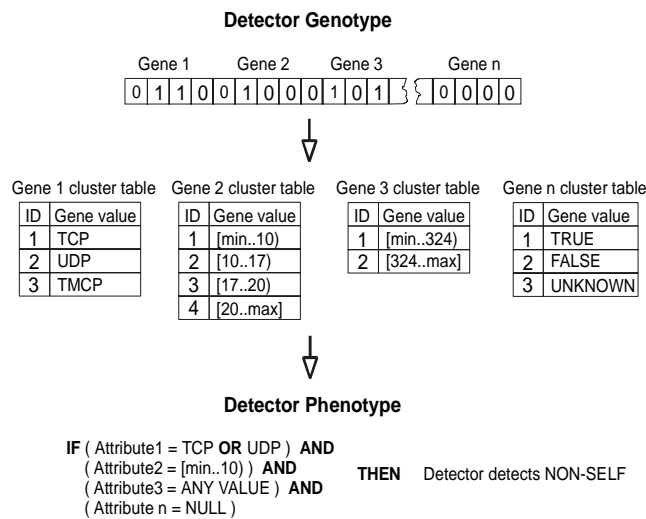 Detector Genotype
Gene 1 Gene 2 Gene 3 Gene n
0 1 1 0 0 1 0 0 0 1 0 1 0 0 0 0
Gene 1 cluster table Gene 2 cluster table Gene 3 cluster table Gene n cluster table
ID Gene value ID Gene value ID Gene value ID Gene value
1 TCP 1 [min..10) 1 [min..324) 1 TRUE
2 UDP 2 [10..17) 2 [324..max] 2 FALSE
3 TMCP 3 [17..20) 3 UNKNOWN
4 [20..max]
Detector Phenotype
IF ( Attribute1 = TCP OR UDP ) AND
( Attribute2 = [min..10) ) AND
THEN Detector detects NON-SELF
( Attribute3 = ANY VALUE ) AND
( Attribute n = NULL )